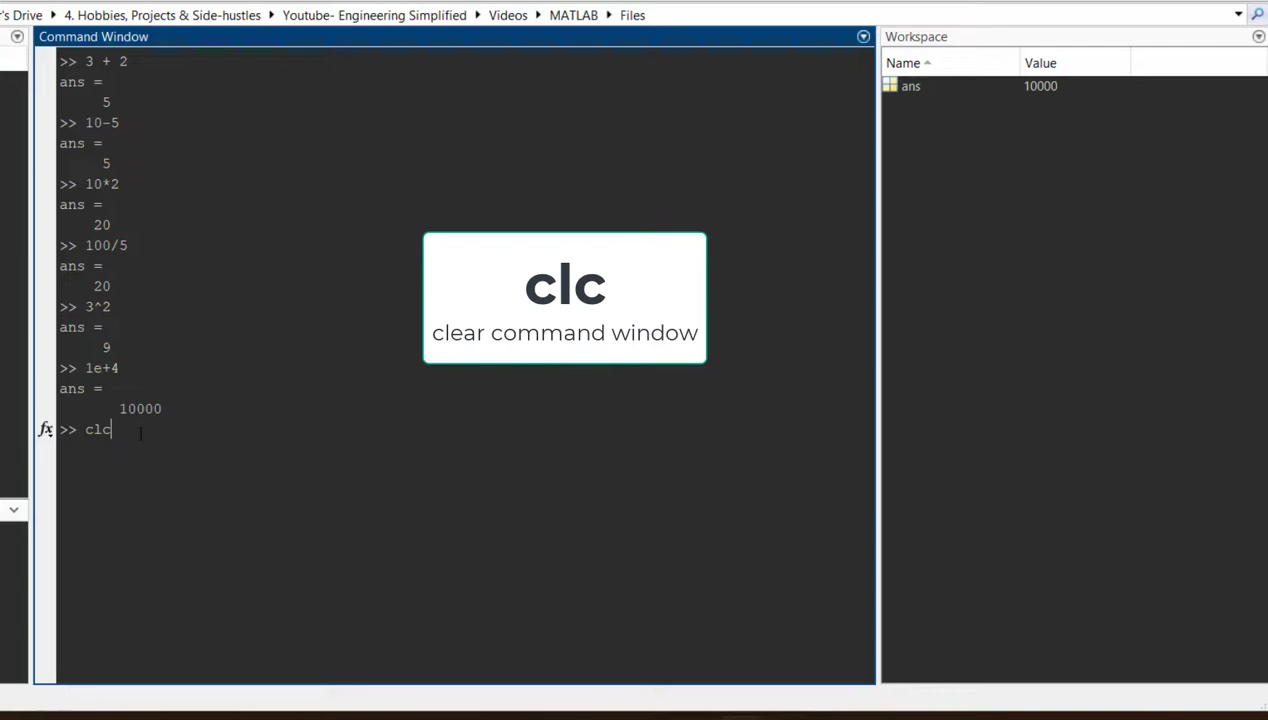 's Drive ▸ 4. Hobbies, Projects & Side-hustles ▸ Youtube- Engineering Simplified ▸ Videos ▸ MATLAB ▸ Files
Command Window
>> 3 + 2
ans =
5
>> 10-5
ans =
5
>> 10*2
ans =
20
>> 100/5
ans =
20
>> 3^2
ans =
9
>> 1e+4
ans =
10000
fx >> clc
clc
clear command window
Workspace
Name Value
ans 10000